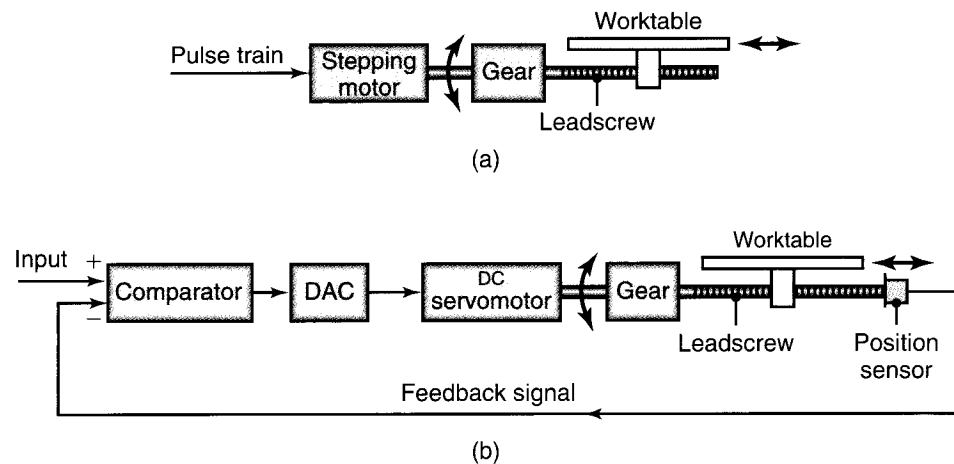 Worktable
Pulse train
Stepping
motor
Gear
Leadscrew
(a)
Input
+
−
Comparator
DAC
DC
servomotor
Gear
Worktable
Leadscrew
Position
sensor
Feedback signal
(b)